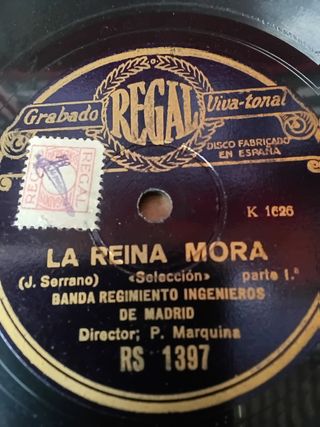 Grabado REGAL Viva-tonal
DISCO FABRICADO
EN ESPAÑA
REGAL
K 1626
LA REINA MORA
(J. Serrano) «Selección» parte 1.ª
BANDA REGIMIENTO INGENIEROS
DE MADRID
Director; P. Marquina
RS 1397